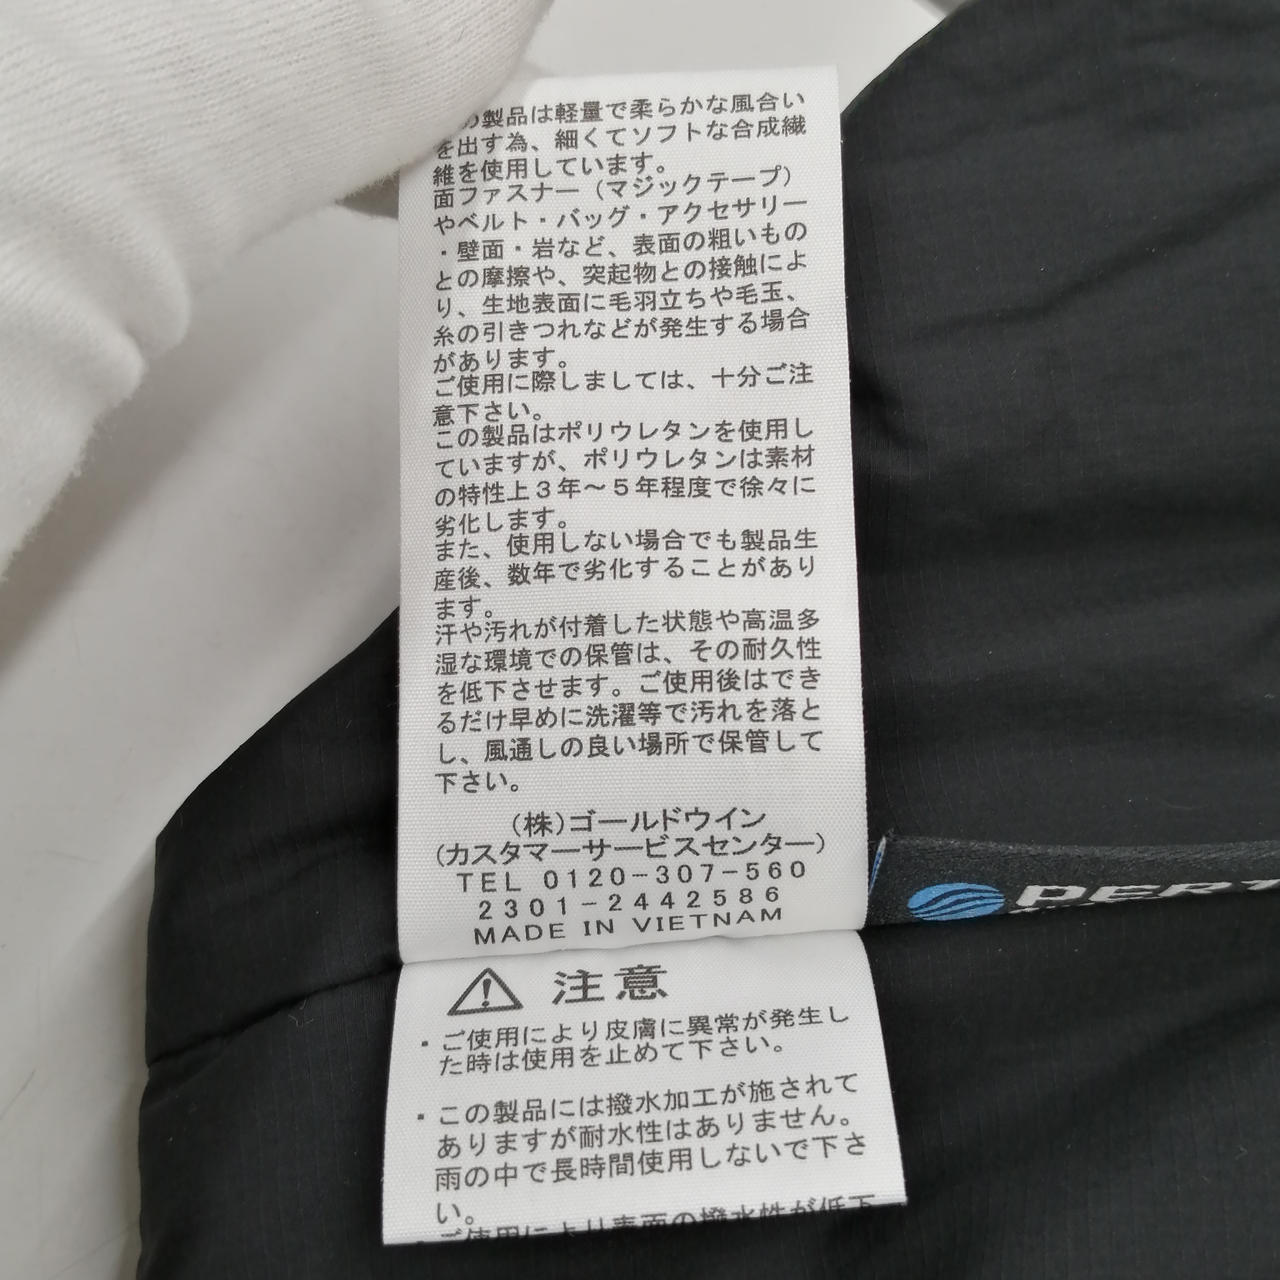 の製品は軽量で柔らかな風合い
を出す為、細くてソフトな合成繊
維を使用しています。
面ファスナー（マジックテープ）
やベルト・バッグ・アクセサリー
・壁面・岩など、表面の粗いもの
との摩擦や、突起物との接触によ
り、生地表面に毛羽立ちや毛玉、
糸の引きつれなどが発生する場合
があります。
ご使用に際しましては、十分ご注
意下さい。
この製品はポリウレタンを使用し
ていますが、ポリウレタンは素材
の特性上３年～５年程度で徐々に
劣化します。
また、使用しない場合でも製品生
産後、数年で劣化することがあり
ます。
汗や汚れが付着した状態や高温多
湿な環境での保管は、その耐久性
を低下させます。ご使用後はでき
るだけ早めに洗濯等で汚れを落と
し、風通しの良い場所で保管して
下さい。
（株）ゴールドウイン
（カスタマーサービスセンター）
TEL 0120-307-560
2301-2442586
MADE IN VIETNAM
PERT
注意
・ご使用により皮膚に異常が発生し
た時は使用を止めて下さい。
・この製品には撥水加工が施されて
ありますが耐水性はありません。
雨の中で長時間使用しないで下さ
い。
・ご使用により表面の撥水性が低下